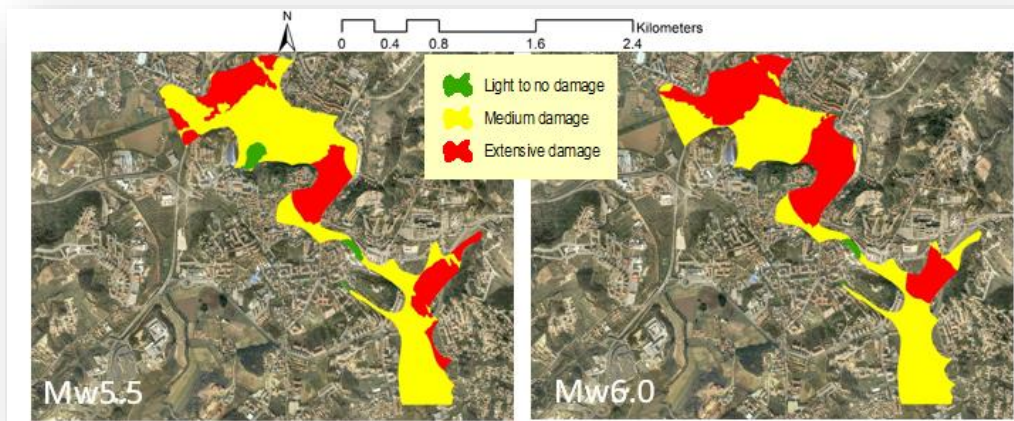 N
Kilometers
0 0.4 0.8 1.6 2.4
Light to no damage
Medium damage
Extensive damage
Mw5.5
Mw6.0